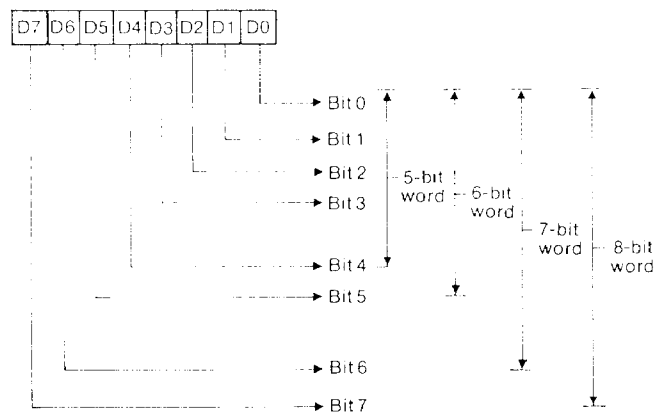 D7 D6 D5 D4 D3 D2 D1 D0
Bit 0
Bit 1
Bit 2
Bit 3
Bit 4
Bit 5
Bit 6
Bit 7
5-bit
word
6-bit
word
7-bit
word
8-bit
word